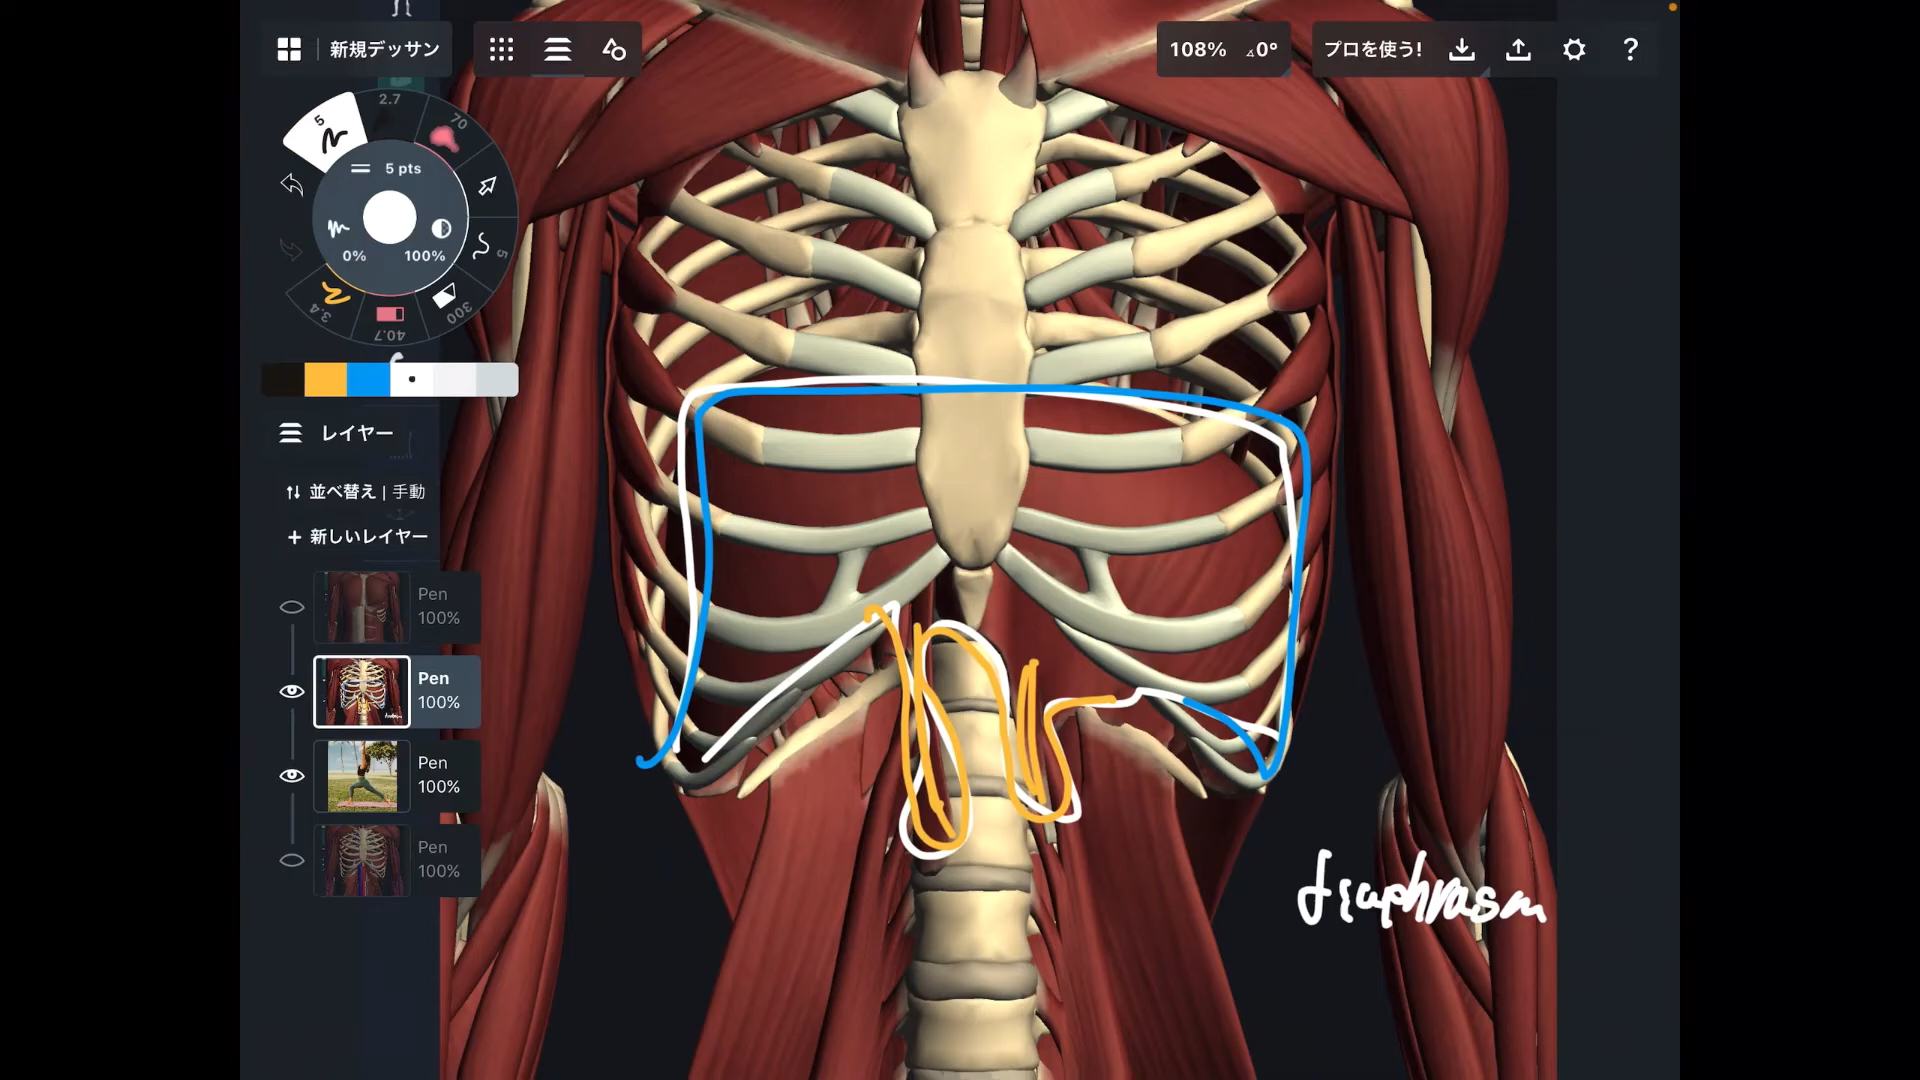 新規デッサン
108% ⊿0°
プロを使う!
2.7
70
5
5 pts
0% 100%
5
3.4
40.7
300
レイヤー
並べ替え | 手動
+ 新しいレイヤー
Pen
100%
Pen
100%
Pen
100%
Pen
100%
diaphragm